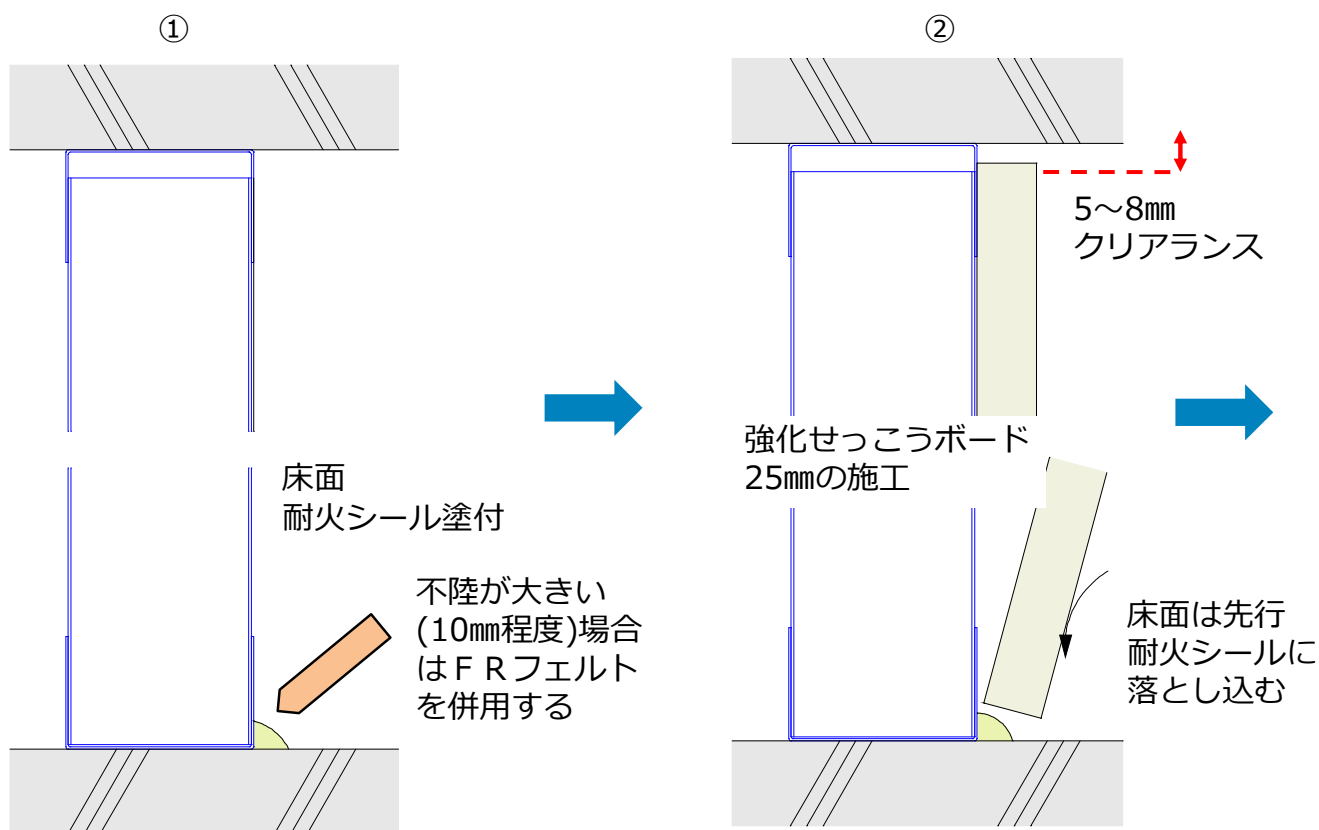 ①
床面
耐火シール塗付
不陸が大きい
(10㎜程度)場合
はＦＲフェルト
を併用する
②
5～8㎜
クリアランス
強化せっこうボード
25㎜の施工
床面は先行
耐火シールに
落とし込む